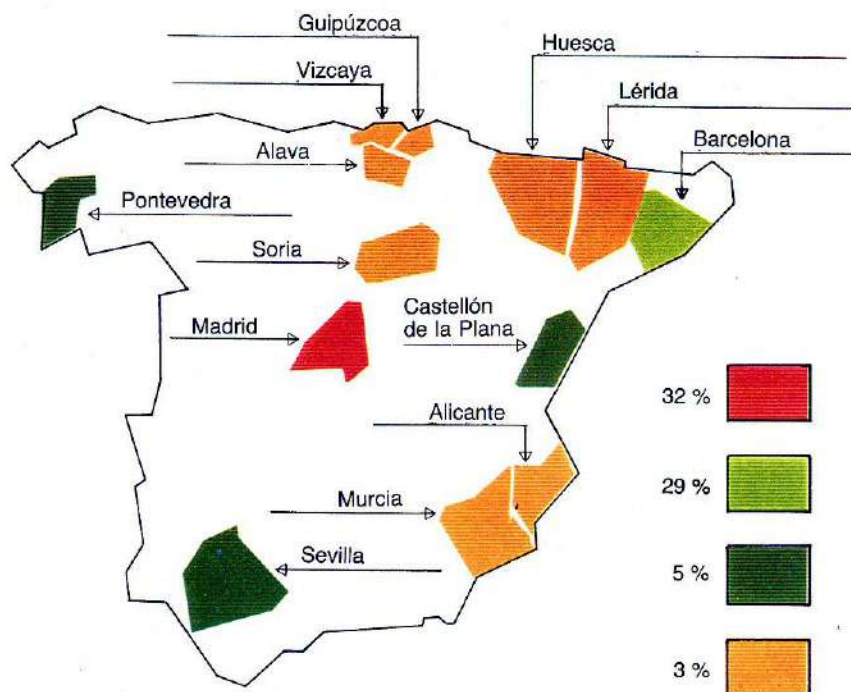 Guipúzcoa
Huesca
Vizcaya
Lérida
Alava
Barcelona
Pontevedra
Soria
Madrid
Castellón
de la Plana
Alicante
Murcia
Sevilla
32 %
29 %
5 %
3 %